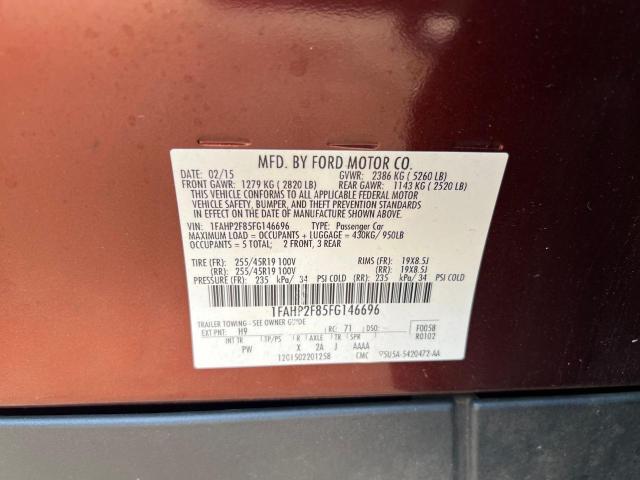 MFD. BY FORD MOTOR CO.
DATE: 02/15 GVWR: 2386 KG ( 5260 LB)
FRONT GAWR: 1279 KG ( 2820 LB) REAR GAWR: 1143 KG ( 2520 LB)
THIS VEHICLE CONFORMS TO ALL APPLICABLE FEDERAL MOTOR
VEHICLE SAFETY, BUMPER, AND THEFT PREVENTION STANDARDS
IN EFFECT ON THE DATE OF MANUFACTURE SHOWN ABOVE.
VIN: 1FAHP2F85FG146696 TYPE: Passenger Car
MAXIMUM LOAD = OCCUPANTS + LUGGAGE = 430KG/ 950LB
OCCUPANTS = 5 TOTAL; 2 FRONT, 3 REAR
TIRE (FR): 255/45R19 100V RIMS (FR): 19X8.5J
(RR): 255/45R19 100V (RR): 19X8.5J
PRESSURE (FR): 235 kPa/ 34 PSI COLD (RR): 235 kPa/ 34 PSI COLD
1FAHP2F85FG146696
TRAILER TOWING - SEE OWNER GUIDE
EXT PNT: H9 RC: 71 DSO: F0058
INT TR TP/PS R AXLE TR SPR R0102
PW X 2A J AAAA
1201502201258 CMC 5U5A-5420472-AA